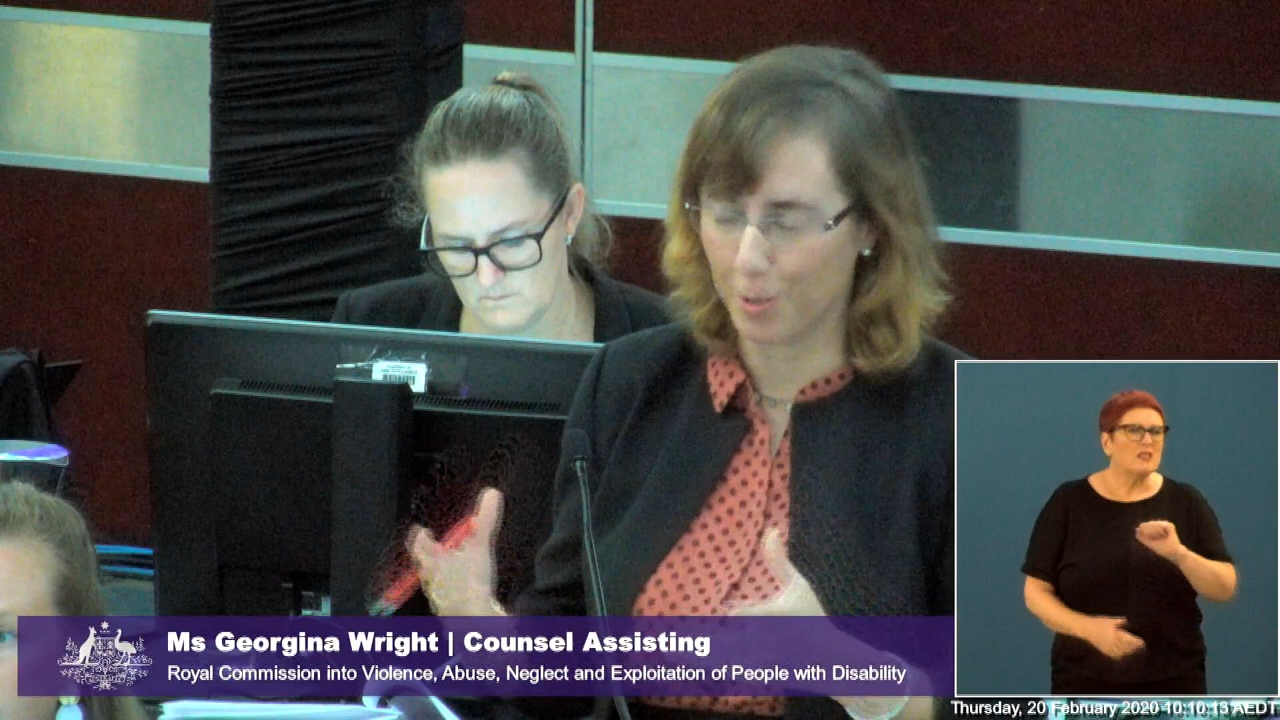 Ms Georgina Wright | Counsel Assisting
Royal Commission into Violence, Abuse, Neglect and Exploitation of People with Disability
Thursday, 20 February 2020 10:10:13 AEDT